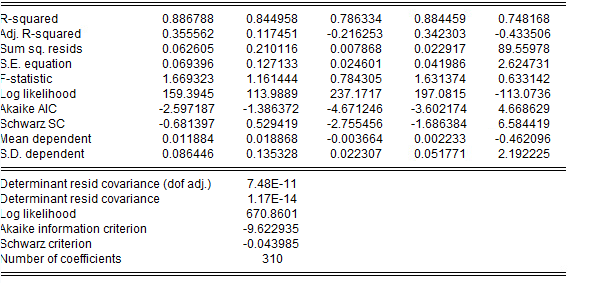 R-squared 0.886788 0.844958 0.786334 0.884459 0.748168
Adj. R-squared 0.355562 0.117451 -0.216253 0.342303 -0.433506
Sum sq. resids 0.062605 0.210116 0.007868 0.022917 89.55978
S.E. equation 0.069396 0.127133 0.024601 0.041986 2.624731
F-statistic 1.669323 1.161444 0.784305 1.631374 0.633142
Log likelihood 159.3945 113.9889 237.1717 197.0815 -113.0736
Akaike AIC -2.597187 -1.386372 -4.671246 -3.602174 4.668629
Schwarz SC -0.681397 0.529419 -2.755456 -1.686384 6.584419
Mean dependent 0.011884 0.018868 -0.003664 0.002233 -0.462096
S.D. dependent 0.086446 0.135328 0.022307 0.051771 2.192225
Determinant resid covariance (dof adj.) 7.48E-11
Determinant resid covariance 1.17E-14
Log likelihood 670.8601
Akaike information criterion -9.622935
Schwarz criterion -0.043985
Number of coefficients 310